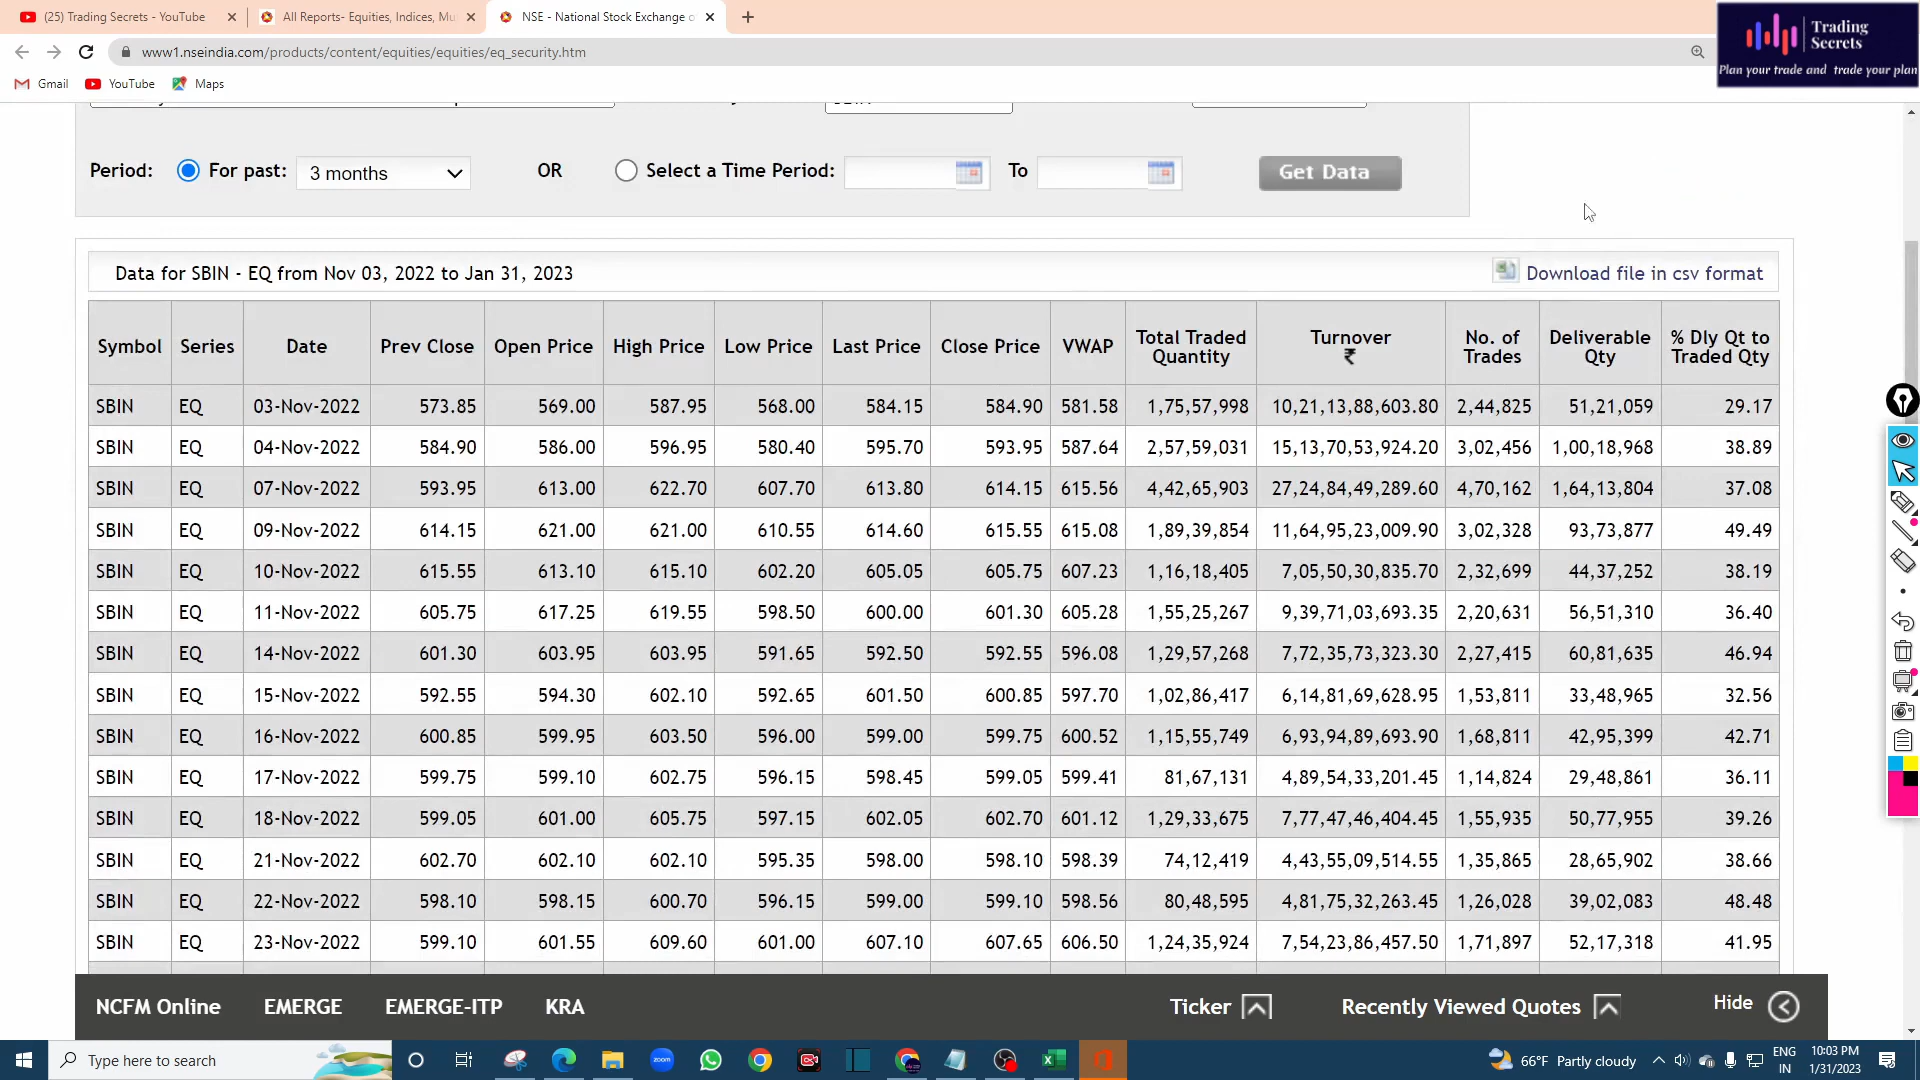 (25) Trading Secrets - YouTube
All Reports- Equities, Indices, Mu
NSE - National Stock Exchange o
Trading
Secrets
Plan your trade and trade your plan
www1.nseindia.com/products/content/equities/equities/eq_security.htm
Gmail YouTube Maps
Period: For past: 3 months OR Select a Time Period: To Get Data
Data for SBIN - EQ from Nov 03, 2022 to Jan 31, 2023 Download file in csv format
Symbol Series Date Prev Close Open Price High Price Low Price Last Price Close Price VWAP Total Traded Quantity Turnover ₹ No. of Trades Deliverable Qty % Dly Qt to Traded Qty
SBIN EQ 03-Nov-2022 573.85 569.00 587.95 568.00 584.15 584.90 581.58 1,75,57,998 10,21,13,88,603.80 2,44,825 51,21,059 29.17
SBIN EQ 04-Nov-2022 584.90 586.00 596.95 580.40 595.70 593.95 587.64 2,57,59,031 15,13,70,53,924.20 3,02,456 1,00,18,968 38.89
SBIN EQ 07-Nov-2022 593.95 613.00 622.70 607.70 613.80 614.15 615.56 4,42,65,903 27,24,84,49,289.60 4,70,162 1,64,13,804 37.08
SBIN EQ 09-Nov-2022 614.15 621.00 621.00 610.55 614.60 615.55 615.08 1,89,39,854 11,64,95,23,009.90 3,02,328 93,73,877 49.49
SBIN EQ 10-Nov-2022 615.55 613.10 615.10 602.20 605.05 605.75 607.23 1,16,18,405 7,05,50,30,835.70 2,32,699 44,37,252 38.19
SBIN EQ 11-Nov-2022 605.75 617.25 619.55 598.50 600.00 601.30 605.28 1,55,25,267 9,39,71,03,693.35 2,20,631 56,51,310 36.40
SBIN EQ 14-Nov-2022 601.30 603.95 603.95 591.65 592.50 592.55 596.08 1,29,57,268 7,72,35,73,323.30 2,27,415 60,81,635 46.94
SBIN EQ 15-Nov-2022 592.55 594.30 602.10 592.65 601.50 600.85 597.70 1,02,86,417 6,14,81,69,628.95 1,53,811 33,48,965 32.56
SBIN EQ 16-Nov-2022 600.85 599.95 603.50 596.00 599.00 599.75 600.52 1,15,55,749 6,93,94,89,693.90 1,68,811 42,95,399 42.71
SBIN EQ 17-Nov-2022 599.75 599.10 602.75 596.15 598.45 599.05 599.41 81,67,131 4,89,54,33,201.45 1,14,824 29,48,861 36.11
SBIN EQ 18-Nov-2022 599.05 601.00 605.75 597.15 602.05 602.70 601.12 1,29,33,675 7,77,47,46,404.45 1,55,935 50,77,955 39.26
SBIN EQ 21-Nov-2022 602.70 602.10 602.10 595.35 598.00 598.10 598.39 74,12,419 4,43,55,09,514.55 1,35,865 28,65,902 38.66
SBIN EQ 22-Nov-2022 598.10 598.15 600.70 596.15 599.00 599.10 598.56 80,48,595 4,81,75,32,263.45 1,26,028 39,02,083 48.48
SBIN EQ 23-Nov-2022 599.10 601.55 609.60 601.00 607.10 607.65 606.50 1,24,35,924 7,54,23,86,457.50 1,71,897 52,17,318 41.95
NCFM Online EMERGE EMERGE-ITP KRA Ticker Recently Viewed Quotes Hide
Type here to search
zoom
66°F Partly cloudy
ENG
IN
10:03 PM
1/31/2023